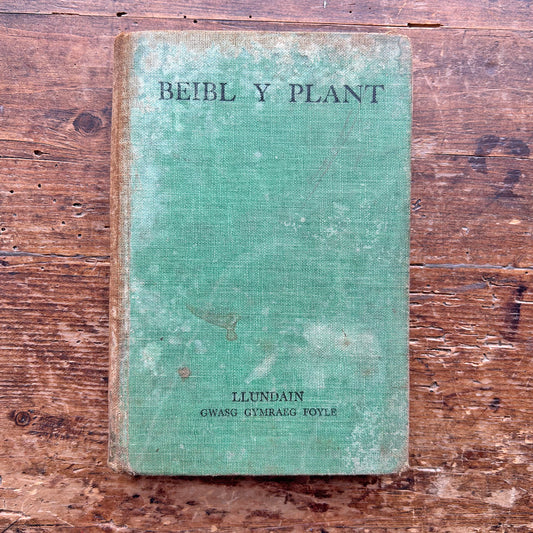 BEIBL Y PLANT
LLUNDAIN
GWASG GYMRAEG FOYLE